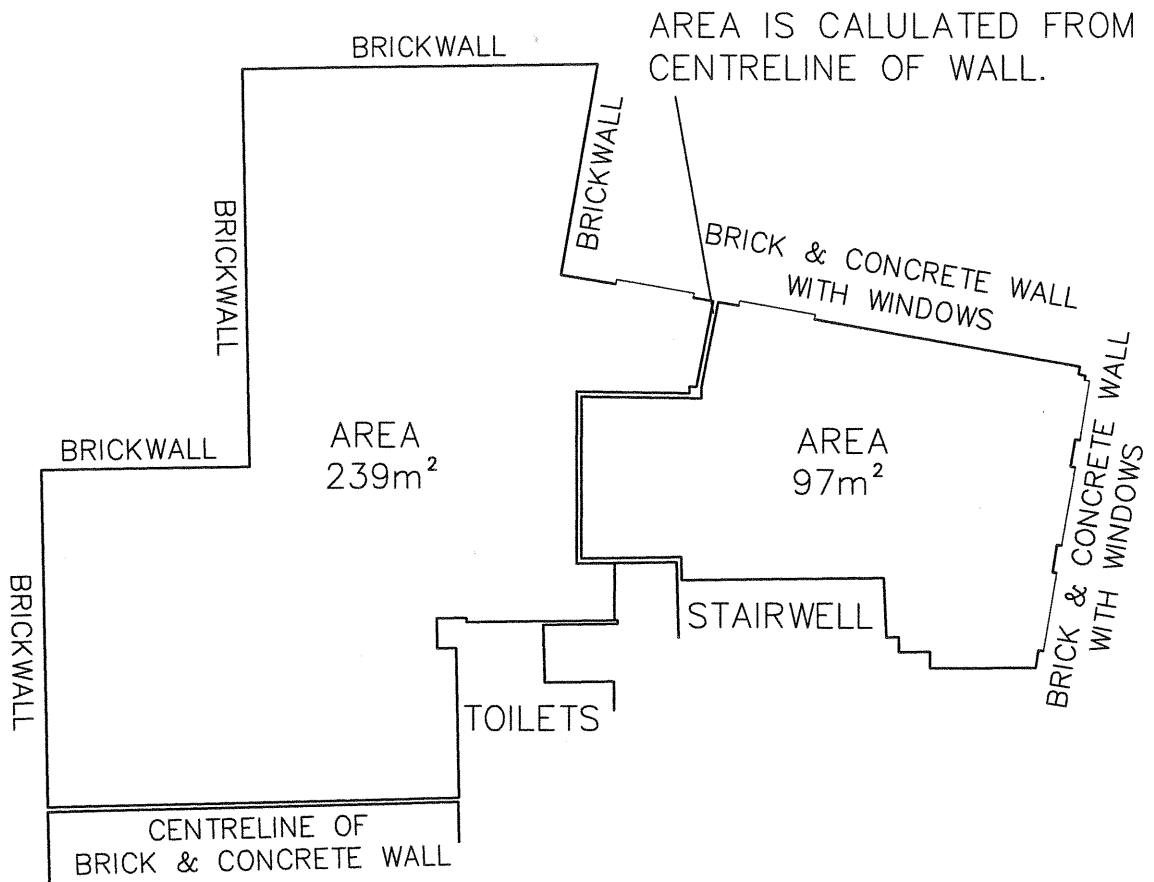 AREA IS CALULATED FROM
CENTRELINE OF WALL.
BRICKWALL
BRICKWALL
BRICKWALL
BRICK & CONCRETE WALL
WITH WINDOWS
BRICKWALL
AREA
239m²
AREA
97m²
BRICK & CONCRETE WALL
WITH WINDOWS
BRICKWALL
STAIRWELL
TOILETS
CENTRELINE OF
BRICK & CONCRETE WALL